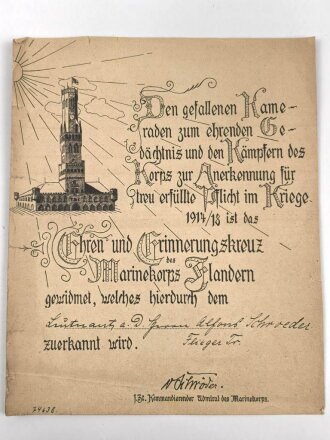 Den gefallenen Kame-
raden zum ehrenden Ge-
dächtnis und den Kämpfern des
Korps zur Anerkennung für
treu erfüllte Pflicht im Kriege
1914/18 ist das
Ehren und Erinnerungskreuz
des
Marinekorps Flandern
gewidmet, welches hierdurch dem
Leutnant a. D. Herrn Alfons Schroeder
Flieger Tr.
zuerkannt wird.
v Schröder.
J.Zt. Kommandierender Admiral des Marinekorps.